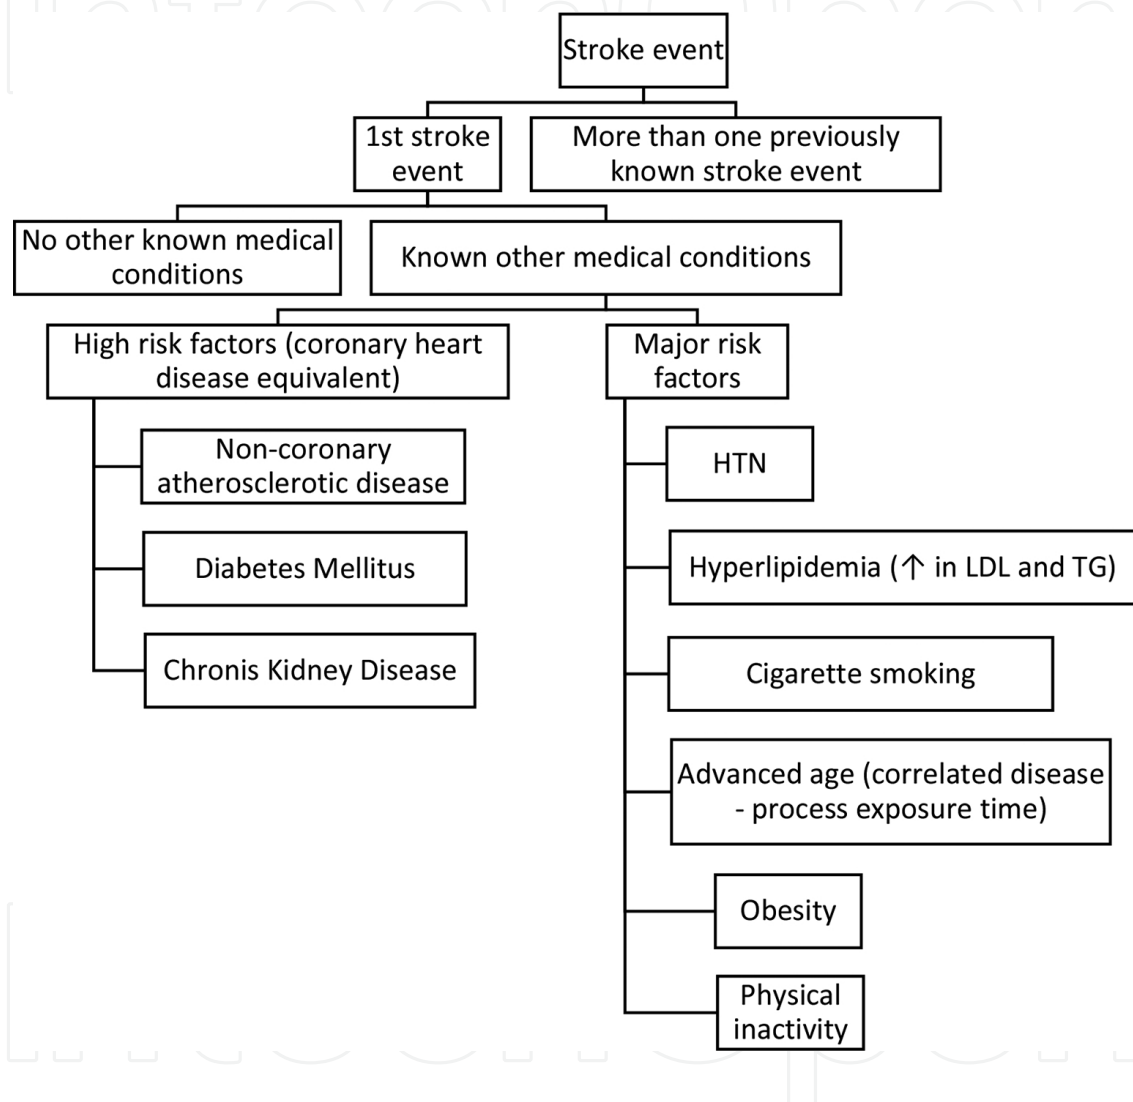 Stroke event
1st stroke
event
More than one previously
known stroke event
No other known medical
conditions
Known other medical conditions
High risk factors (coronary heart
disease equivalent)
Major risk
factors
Non-coronary
atherosclerotic disease
Diabetes Mellitus
Chronis Kidney Disease
HTN
Hyperlipidemia (↑ in LDL and TG)
Cigarette smoking
Advanced age (correlated disease
- process exposure time)
Obesity
Physical
inactivity